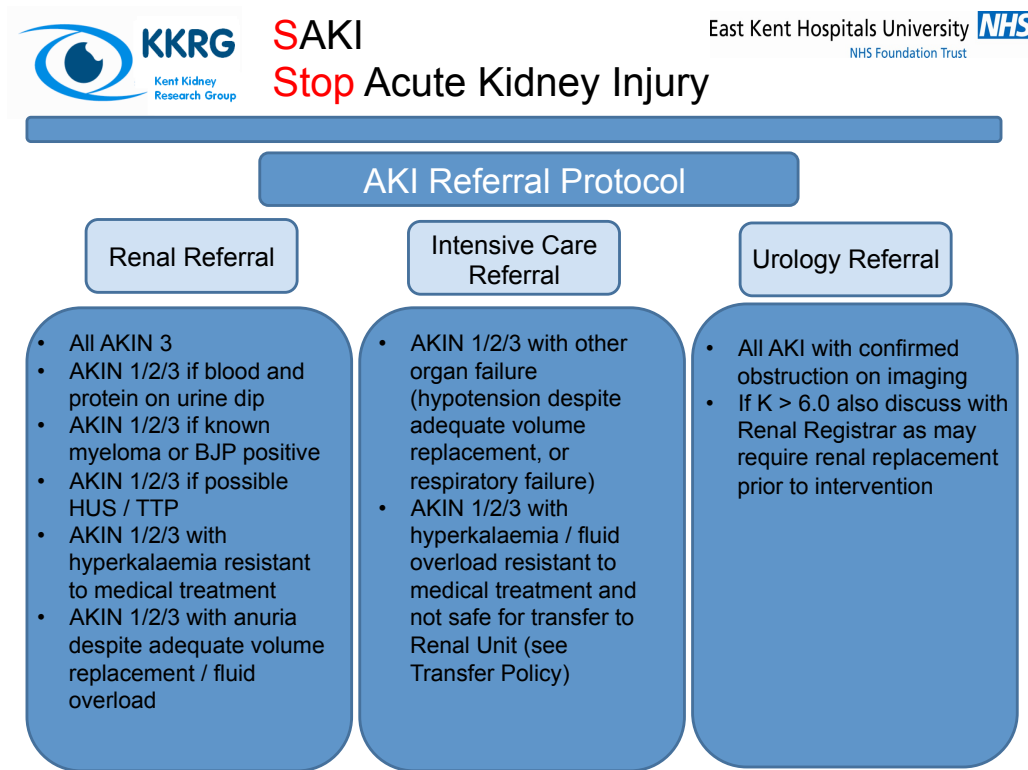 KKRG
Kent Kidney
Research Group
SAKI
Stop Acute Kidney Injury
East Kent Hospitals University NHS
NHS Foundation Trust
AKI Referral Protocol
Renal Referral
• All AKIN 3
• AKIN 1/2/3 if blood and
protein on urine dip
• AKIN 1/2/3 if known
myeloma or BJP positive
• AKIN 1/2/3 if possible
HUS / TTP
• AKIN 1/2/3 with
hyperkalaemia resistant
to medical treatment
• AKIN 1/2/3 with anuria
despite adequate volume
replacement / fluid
overload
Intensive Care
Referral
• AKIN 1/2/3 with other
organ failure
(hypotension despite
adequate volume
replacement, or
respiratory failure)
• AKIN 1/2/3 with
hyperkalaemia / fluid
overload resistant to
medical treatment and
not safe for transfer to
Renal Unit (see
Transfer Policy)
Urology Referral
• All AKI with confirmed
obstruction on imaging
• If K > 6.0 also discuss with
Renal Registrar as may
require renal replacement
prior to intervention